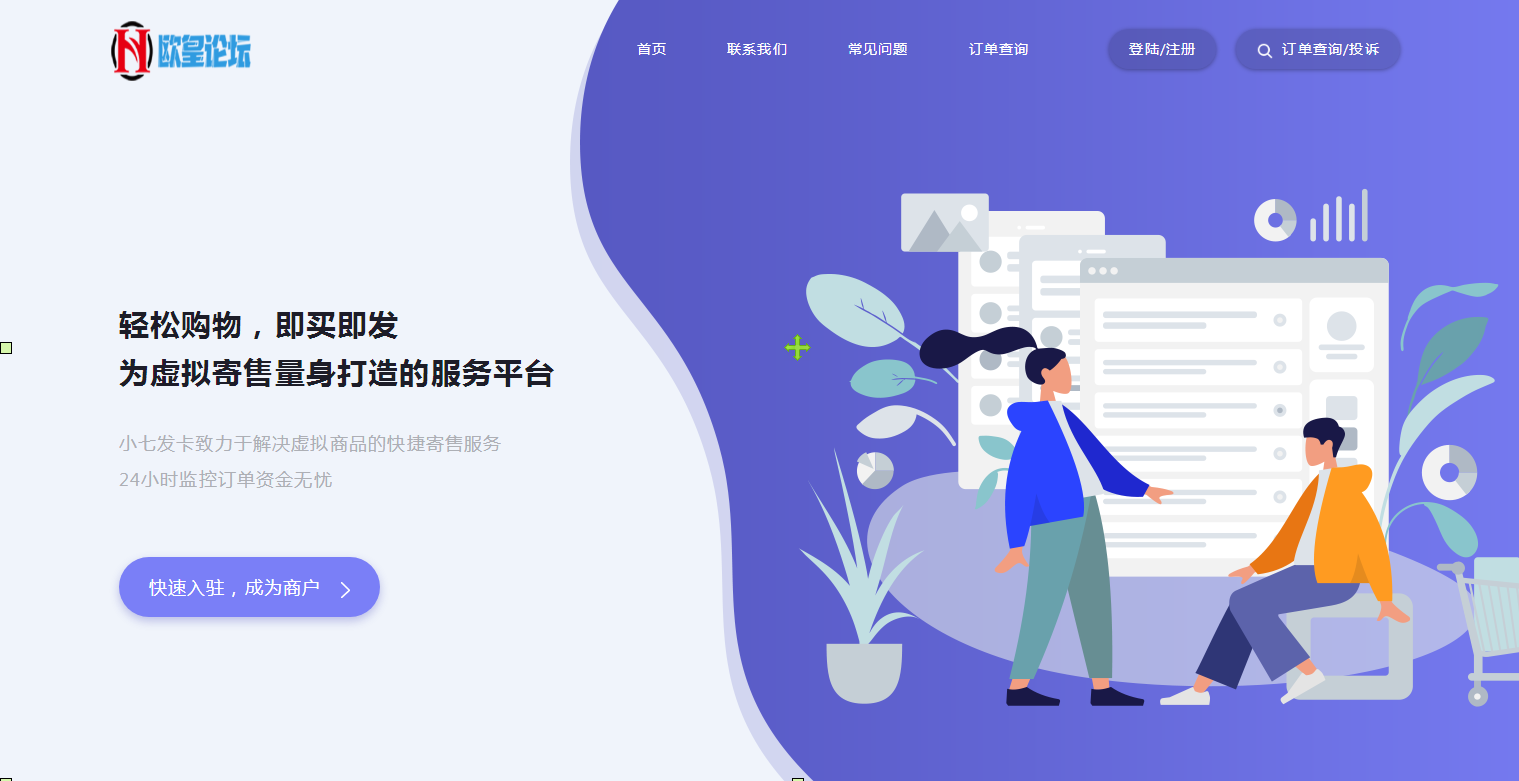 欧皇论坛
首页
联系我们
常见问题
订单查询
登陆/注册
订单查询/投诉
轻松购物，即买即发
为虚拟寄售量身打造的服务平台
小七发卡致力于解决虚拟商品的快捷寄售服务
24小时监控订单资金无忧
快速入驻，成为商户